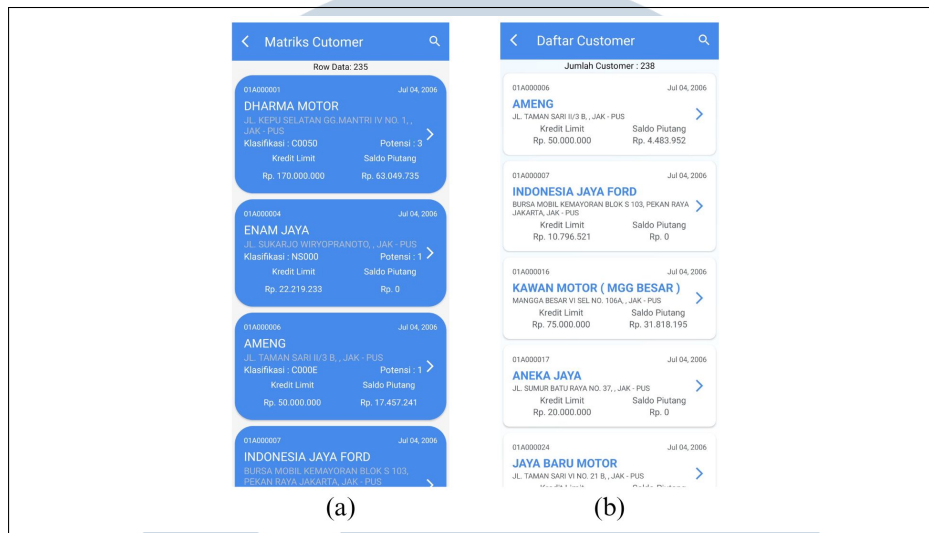 Matriks Cutomer
Row Data: 235
01A000001 Jul 04, 2006
DHARMA MOTOR
JL. KEPU SELATAN GG.MANTRI IV NO. 1, ,
JAK - PUS
Klasifikasi : C0050 Potensi : 3
Kredit Limit Saldo Piutang
Rp. 170.000.000 Rp. 63.049.735
01A000004 Jul 04, 2006
ENAM JAYA
JL. SUKARJO WIRYOPRANOTO, , JAK - PUS
Klasifikasi : NS000 Potensi : 1
Kredit Limit Saldo Piutang
Rp. 22.219.233 Rp. 0
01A000006 Jul 04, 2006
AMENG
JL. TAMAN SARI II/3 B, , JAK - PUS
Klasifikasi : C000E Potensi : 1
Kredit Limit Saldo Piutang
Rp. 50.000.000 Rp. 17.457.241
01A000007 Jul 04, 2006
INDONESIA JAYA FORD
BURSA MOBIL KEMAYORAN BLOK S 103,
PEKAN RAYA JAKARTA, JAK - PUS
(a)
Daftar Customer
Jumlah Customer : 238
01A000006 Jul 04, 2006
AMENG
JL. TAMAN SARI II/3 B, , JAK - PUS
Kredit Limit Saldo Piutang
Rp. 50.000.000 Rp. 4.483.952
01A000007 Jul 04, 2006
INDONESIA JAYA FORD
BURSA MOBIL KEMAYORAN BLOK S 103, PEKAN RAYA
JAKARTA, JAK - PUS
Kredit Limit Saldo Piutang
Rp. 10.796.521 Rp. 0
01A000016 Jul 04, 2006
KAWAN MOTOR ( MGG BESAR )
MANGGA BESAR VI SEL NO. 106A, , JAK - PUS
Kredit Limit Saldo Piutang
Rp. 75.000.000 Rp. 31.818.195
01A000017 Jul 04, 2006
ANEKA JAYA
JL. SUMUR BATU RAYA NO. 37, , JAK - PUS
Kredit Limit Saldo Piutang
Rp. 20.000.000 Rp. 0
01A000024 Jul 04, 2006
JAYA BARU MOTOR
JL. TAMAN SARI VI NO. 21 B, , JAK - PUS
(b)